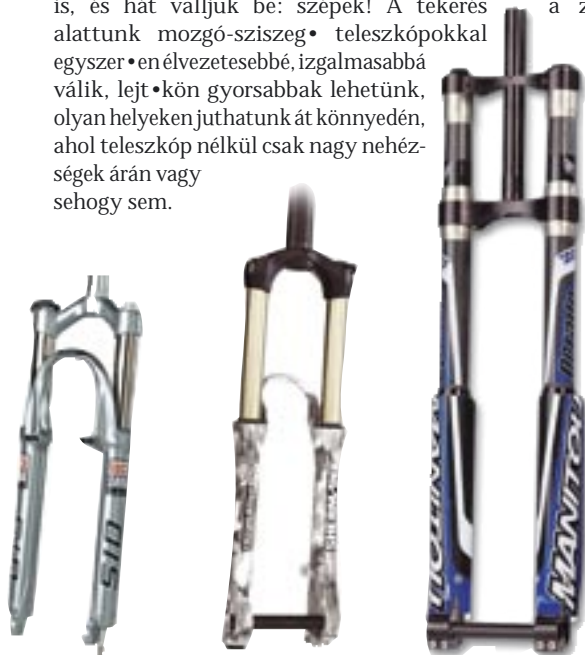 is, és hát valljuk be: szépek! A tekerés
alattunk mozgó-sziszeg• teleszkópokkal
egyszer•en élvezetesebbé, izgalmasabbá
válik, lejt•kön gyorsabbak lehetünk,
olyan helyeken juthatunk át könnyedén,
ahol teleszkóp nélkül csak nagy nehéz-
ségek árán vagy
sehogy sem.
a z
SID
MANITOU